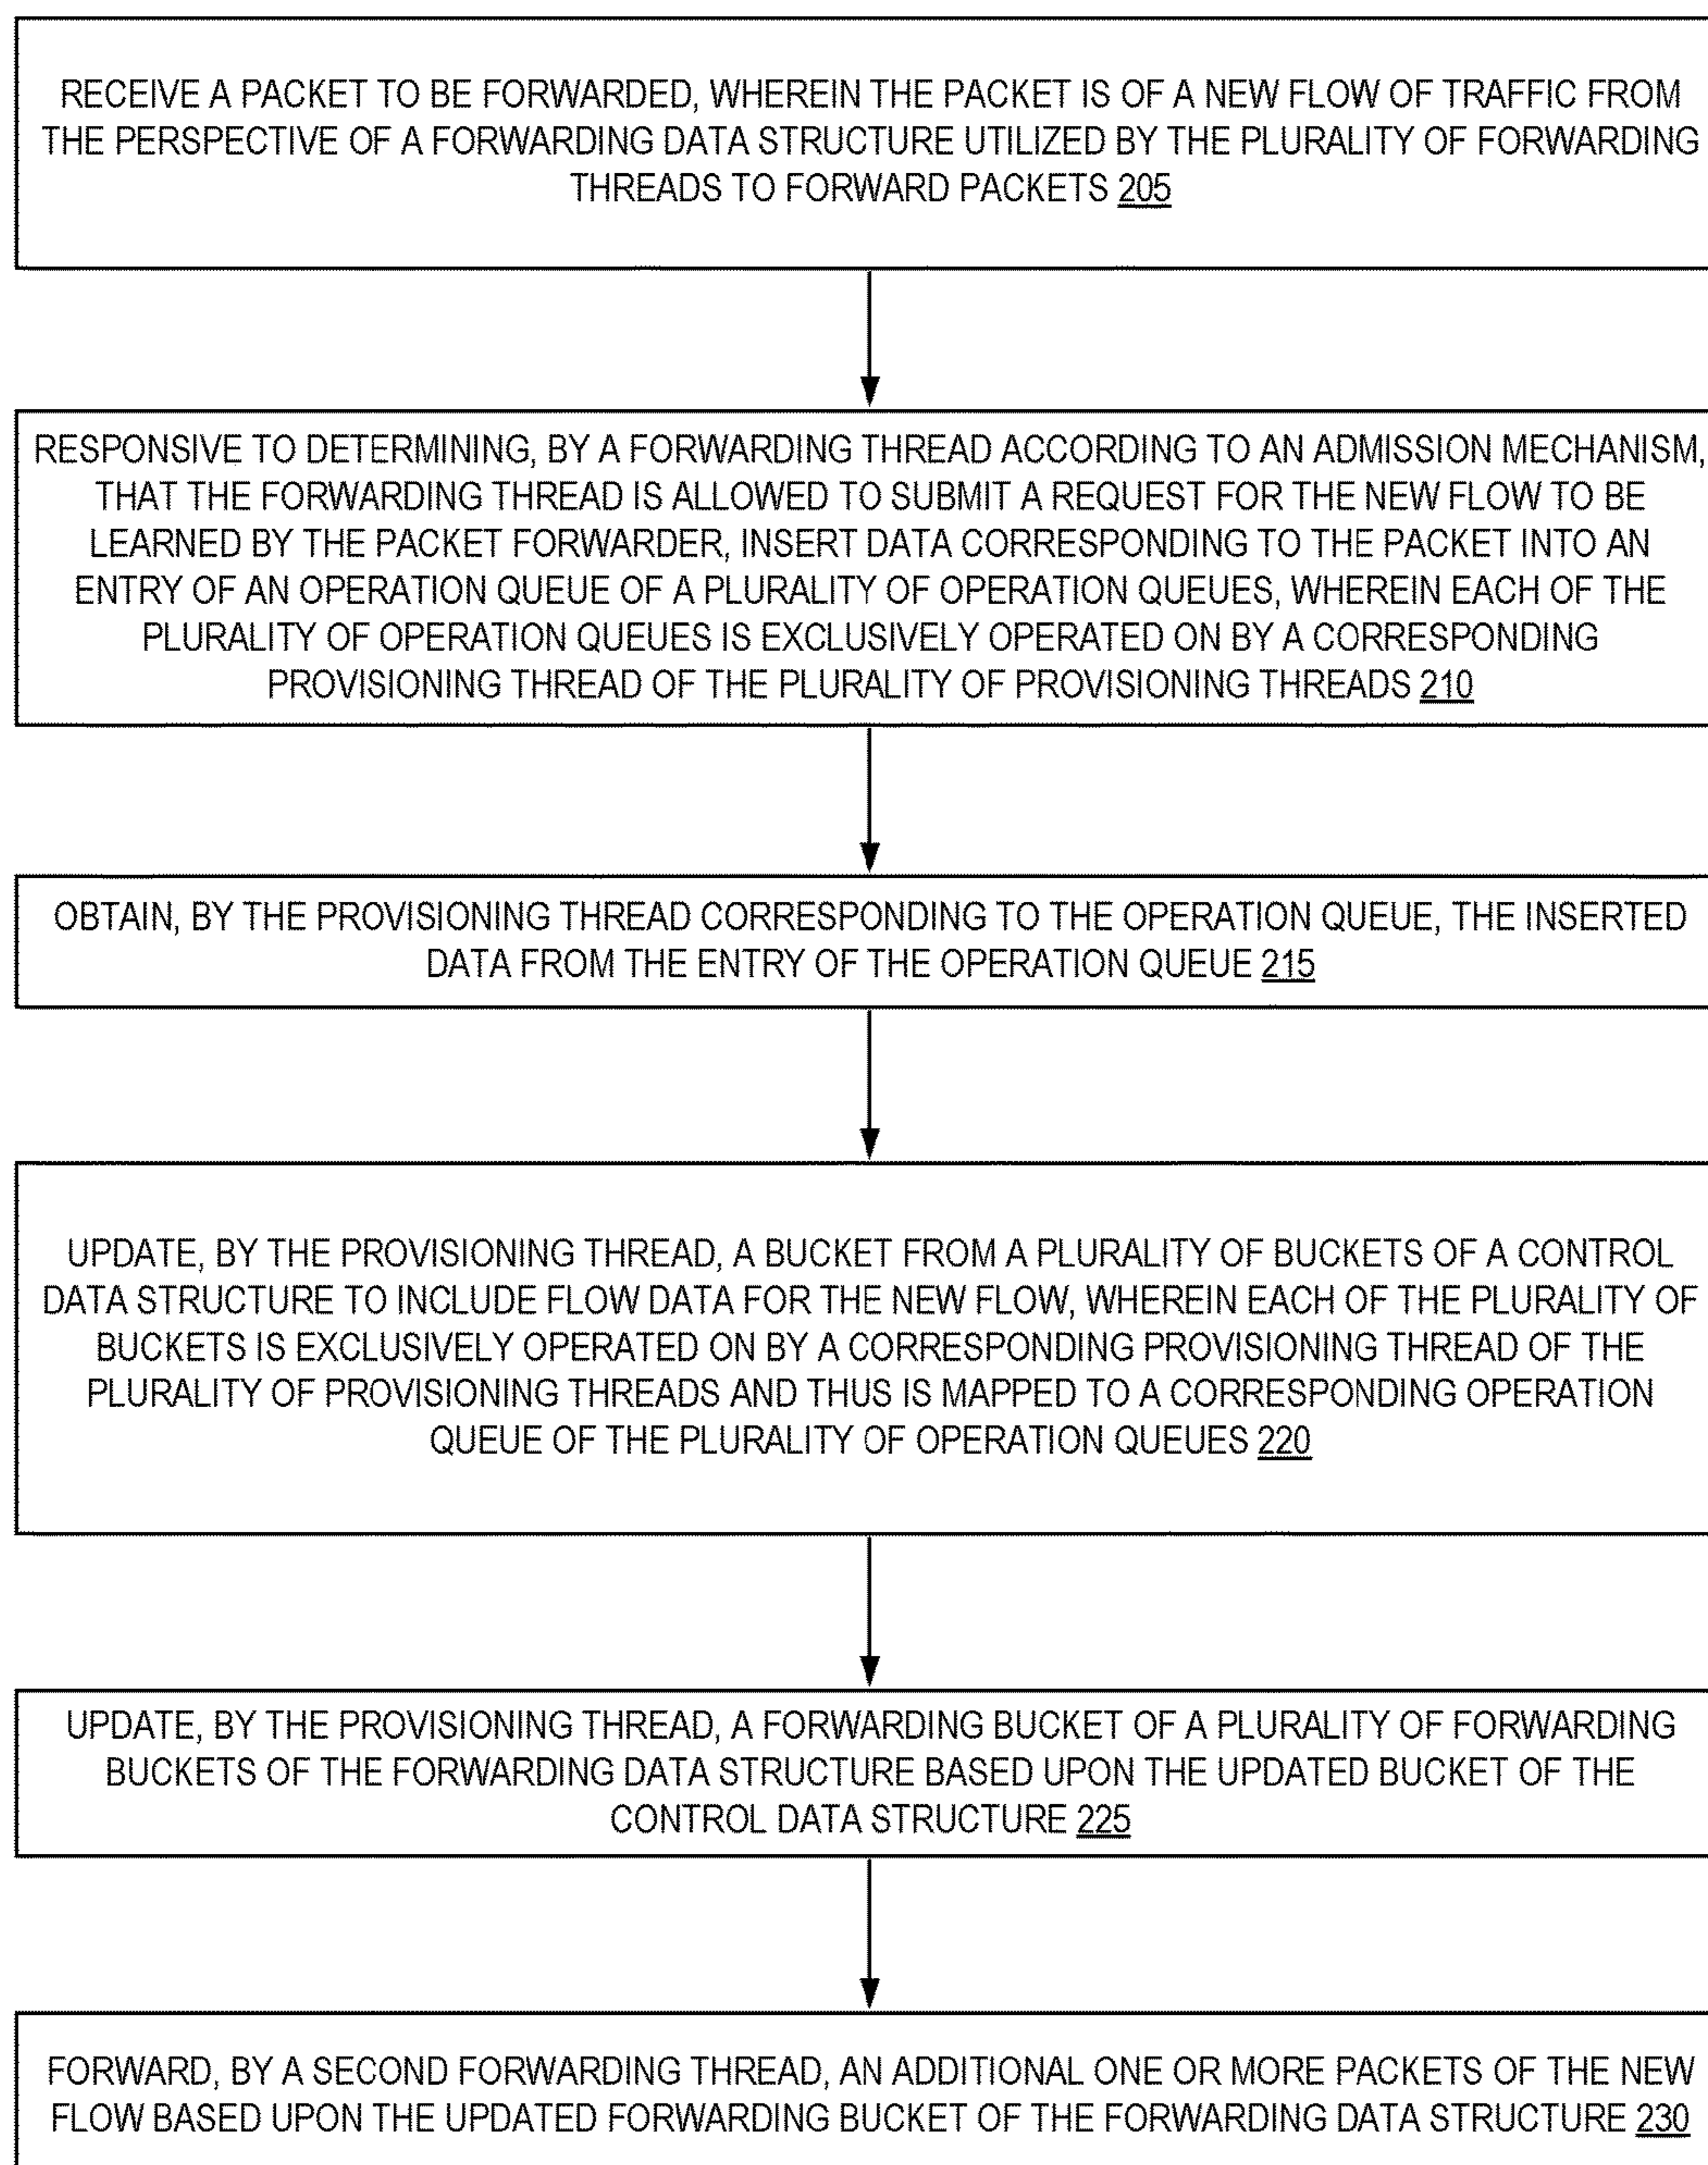 RECEIVE A PACKET TO BE FORWARDED, WHEREIN THE PACKET IS OF A NEW FLOW OF TRAFFIC FROM
THE PERSPECTIVE OF A FORWARDING DATA STRUCTURE UTILIZED BY THE PLURALITY OF FORWARDING
THREADS TO FORWARD PACKETS 205
RESPONSIVE TO DETERMINING, BY A FORWARDING THREAD ACCORDING TO AN ADMISSION MECHANISM,
THAT THE FORWARDING THREAD IS ALLOWED TO SUBMIT A REQUEST FOR THE NEW FLOW TO BE
LEARNED BY THE PACKET FORWARDER, INSERT DATA CORRESPONDING TO THE PACKET INTO AN
ENTRY OF AN OPERATION QUEUE OF A PLURALITY OF OPERATION QUEUES, WHEREIN EACH OF THE
PLURALITY OF OPERATION QUEUES IS EXCLUSIVELY OPERATED ON BY A CORRESPONDING
PROVISIONING THREAD OF THE PLURALITY OF PROVISIONING THREADS 210
OBTAIN, BY THE PROVISIONING THREAD CORRESPONDING TO THE OPERATION QUEUE, THE INSERTED
DATA FROM THE ENTRY OF THE OPERATION QUEUE 215
UPDATE, BY THE PROVISIONING THREAD, A BUCKET FROM A PLURALITY OF BUCKETS OF A CONTROL
DATA STRUCTURE TO INCLUDE FLOW DATA FOR THE NEW FLOW, WHEREIN EACH OF THE PLURALITY OF
BUCKETS IS EXCLUSIVELY OPERATED ON BY A CORRESPONDING PROVISIONING THREAD OF THE
PLURALITY OF PROVISIONING THREADS AND THUS IS MAPPED TO A CORRESPONDING OPERATION
QUEUE OF THE PLURALITY OF OPERATION QUEUES 220
UPDATE, BY THE PROVISIONING THREAD, A FORWARDING BUCKET OF A PLURALITY OF FORWARDING
BUCKETS OF THE FORWARDING DATA STRUCTURE BASED UPON THE UPDATED BUCKET OF THE
CONTROL DATA STRUCTURE 225
FORWARD, BY A SECOND FORWARDING THREAD, AN ADDITIONAL ONE OR MORE PACKETS OF THE NEW
FLOW BASED UPON THE UPDATED FORWARDING BUCKET OF THE FORWARDING DATA STRUCTURE 230